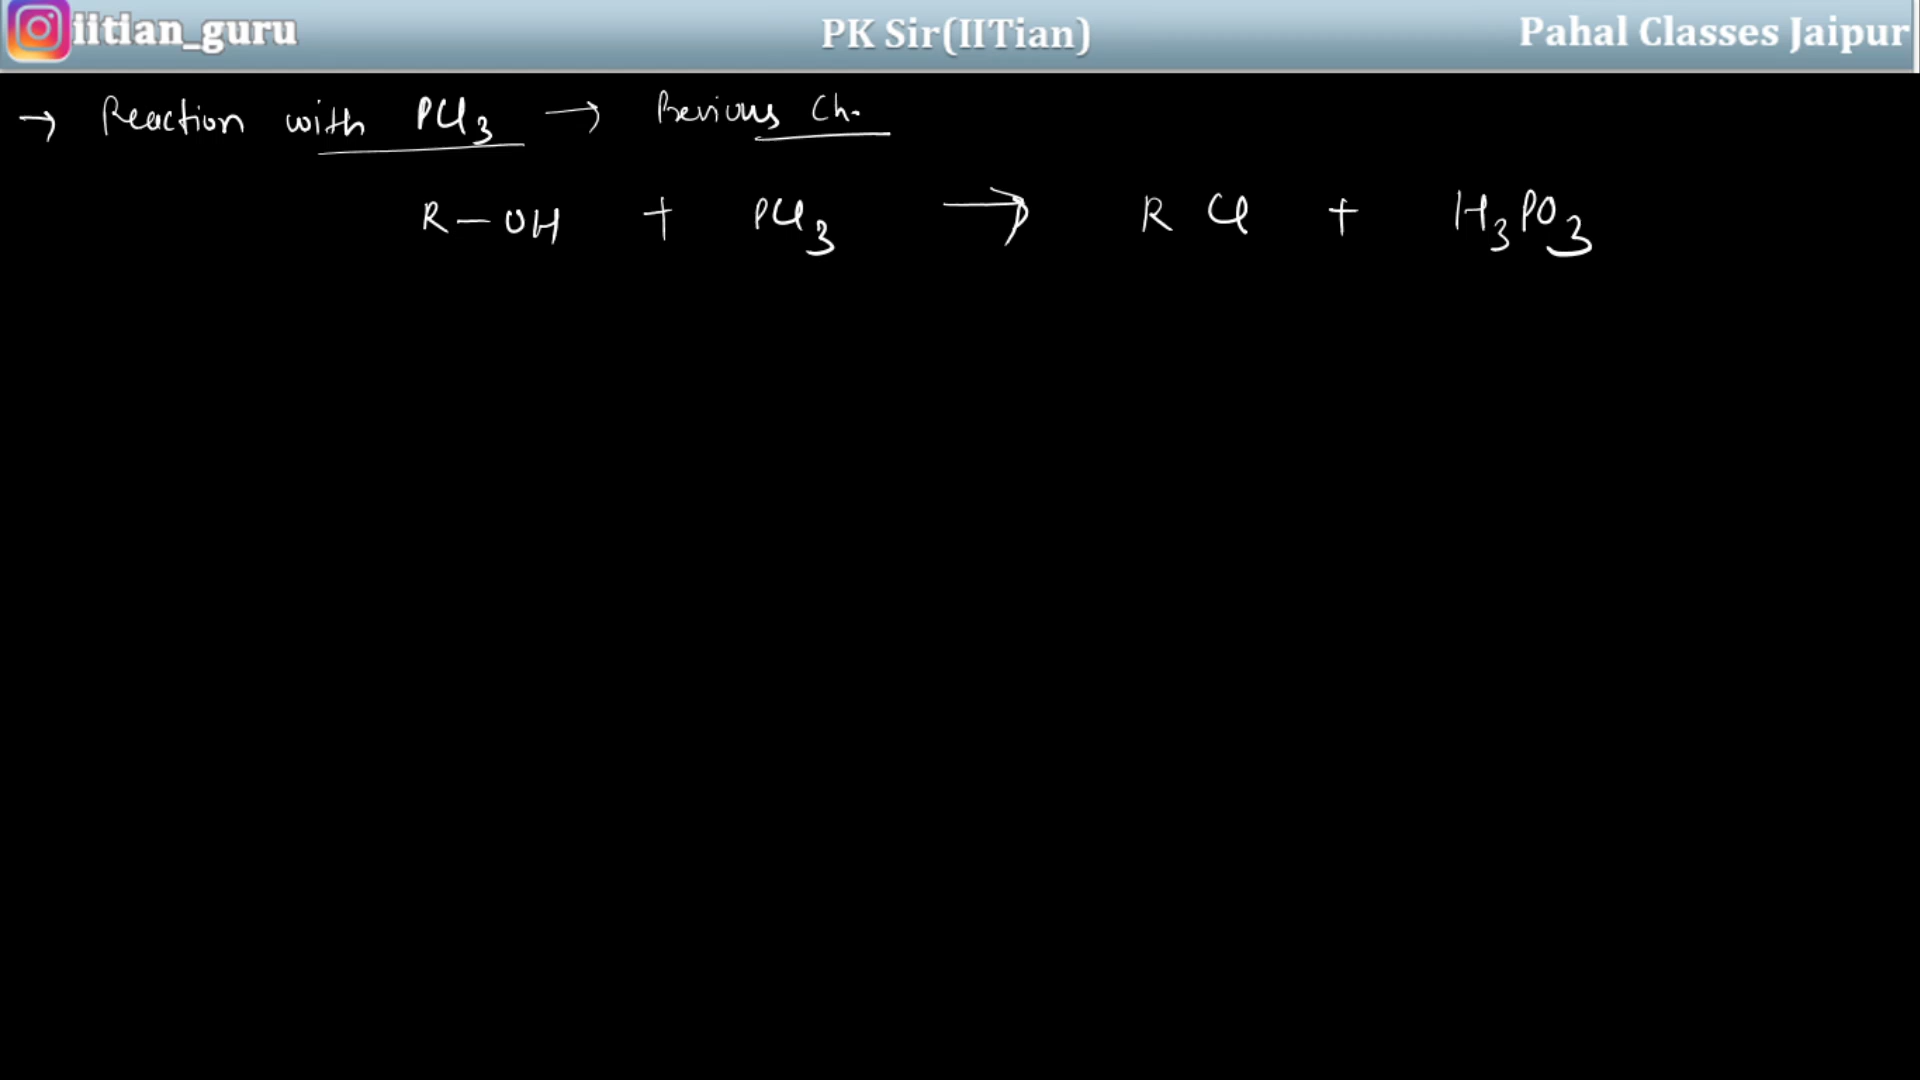 iitian_guru PK Sir(IITian) Pahal Classes Jaipur
→ Reaction with PCl3 → Previous Ch.
R—OH + PCl3 → R Cl + H3PO3